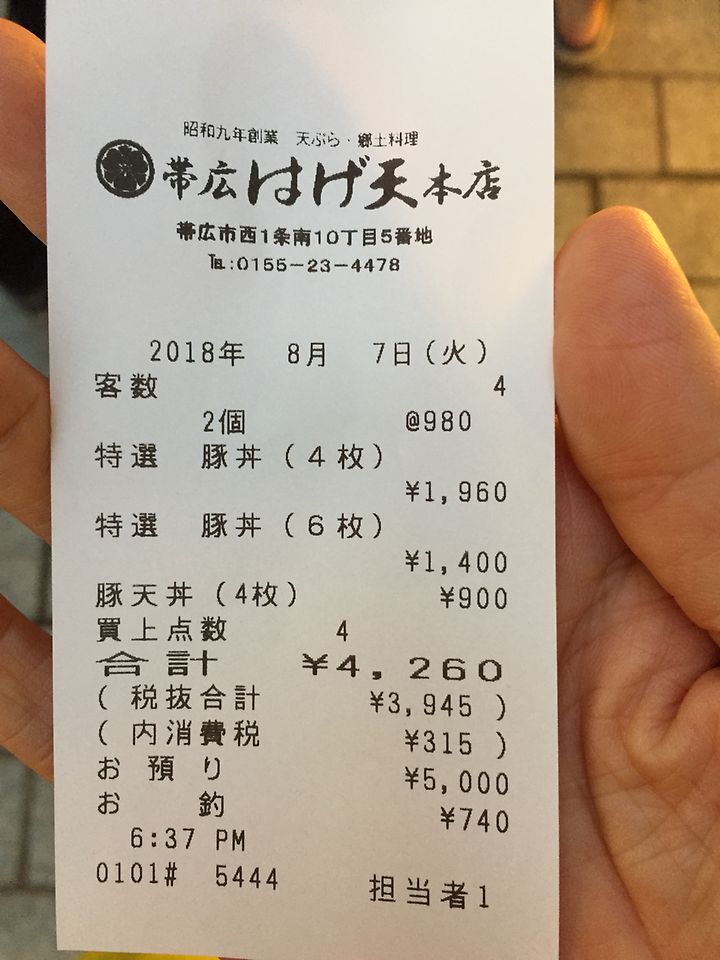 昭和九年創業 天ぷら・郷土料理
帯広 はげ天 本店
帯広市西1条南10丁目5番地
℡:0155-23-4478
2018年 8月 7日(火)
客数 4
2個 @980
特選 豚丼(4枚)
¥1,960
特選 豚丼(6枚)
¥1,400
豚天丼(4枚) ¥900
買上点数 4
合計 ¥4,260
(税抜合計 ¥3,945)
(内消費税 ¥315)
お預り ¥5,000
お釣 ¥740
6:37 PM
0101# 5444 担当者1